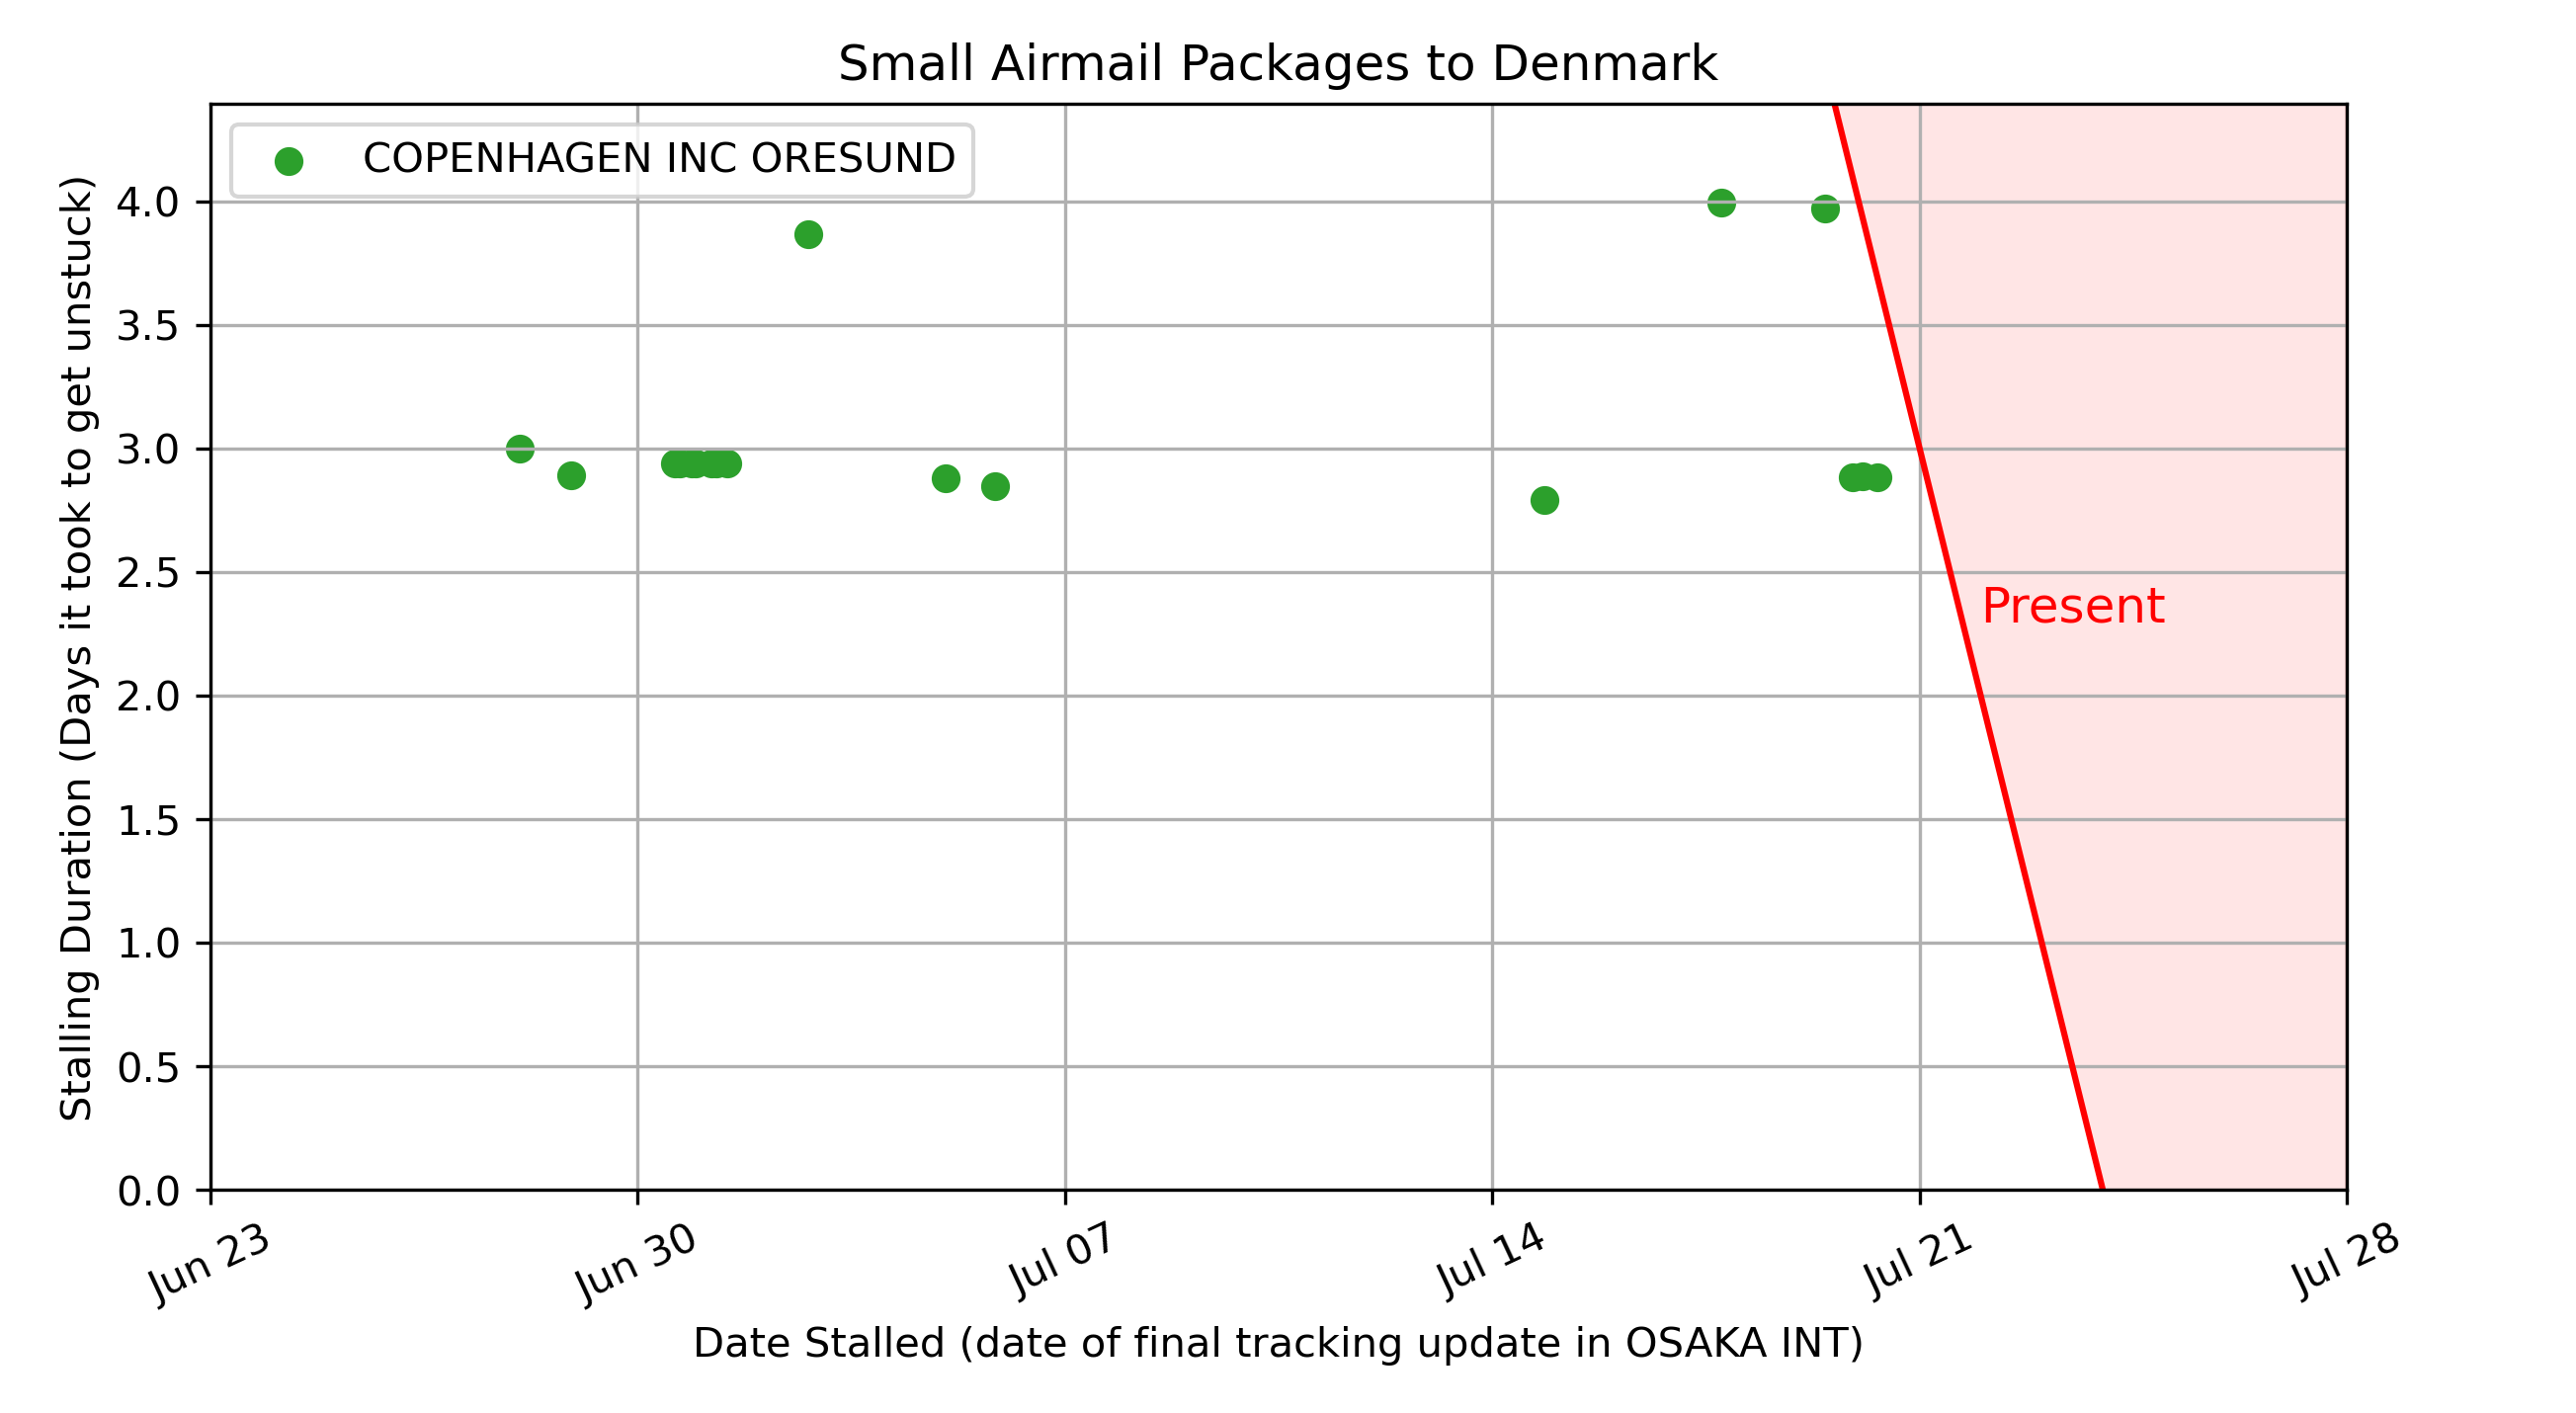 Small Airmail Packages to Denmark
COPENHAGEN INC ORESUND
Stalling Duration (Days it took to get unstuck)
4.0
3.5
3.0
2.5
2.0
1.5
1.0
0.5
0.0
Present
Jun 23
Jun 30
Jul 07
Jul 14
Jul 21
Jul 28
Date Stalled (date of final tracking update in OSAKA INT)